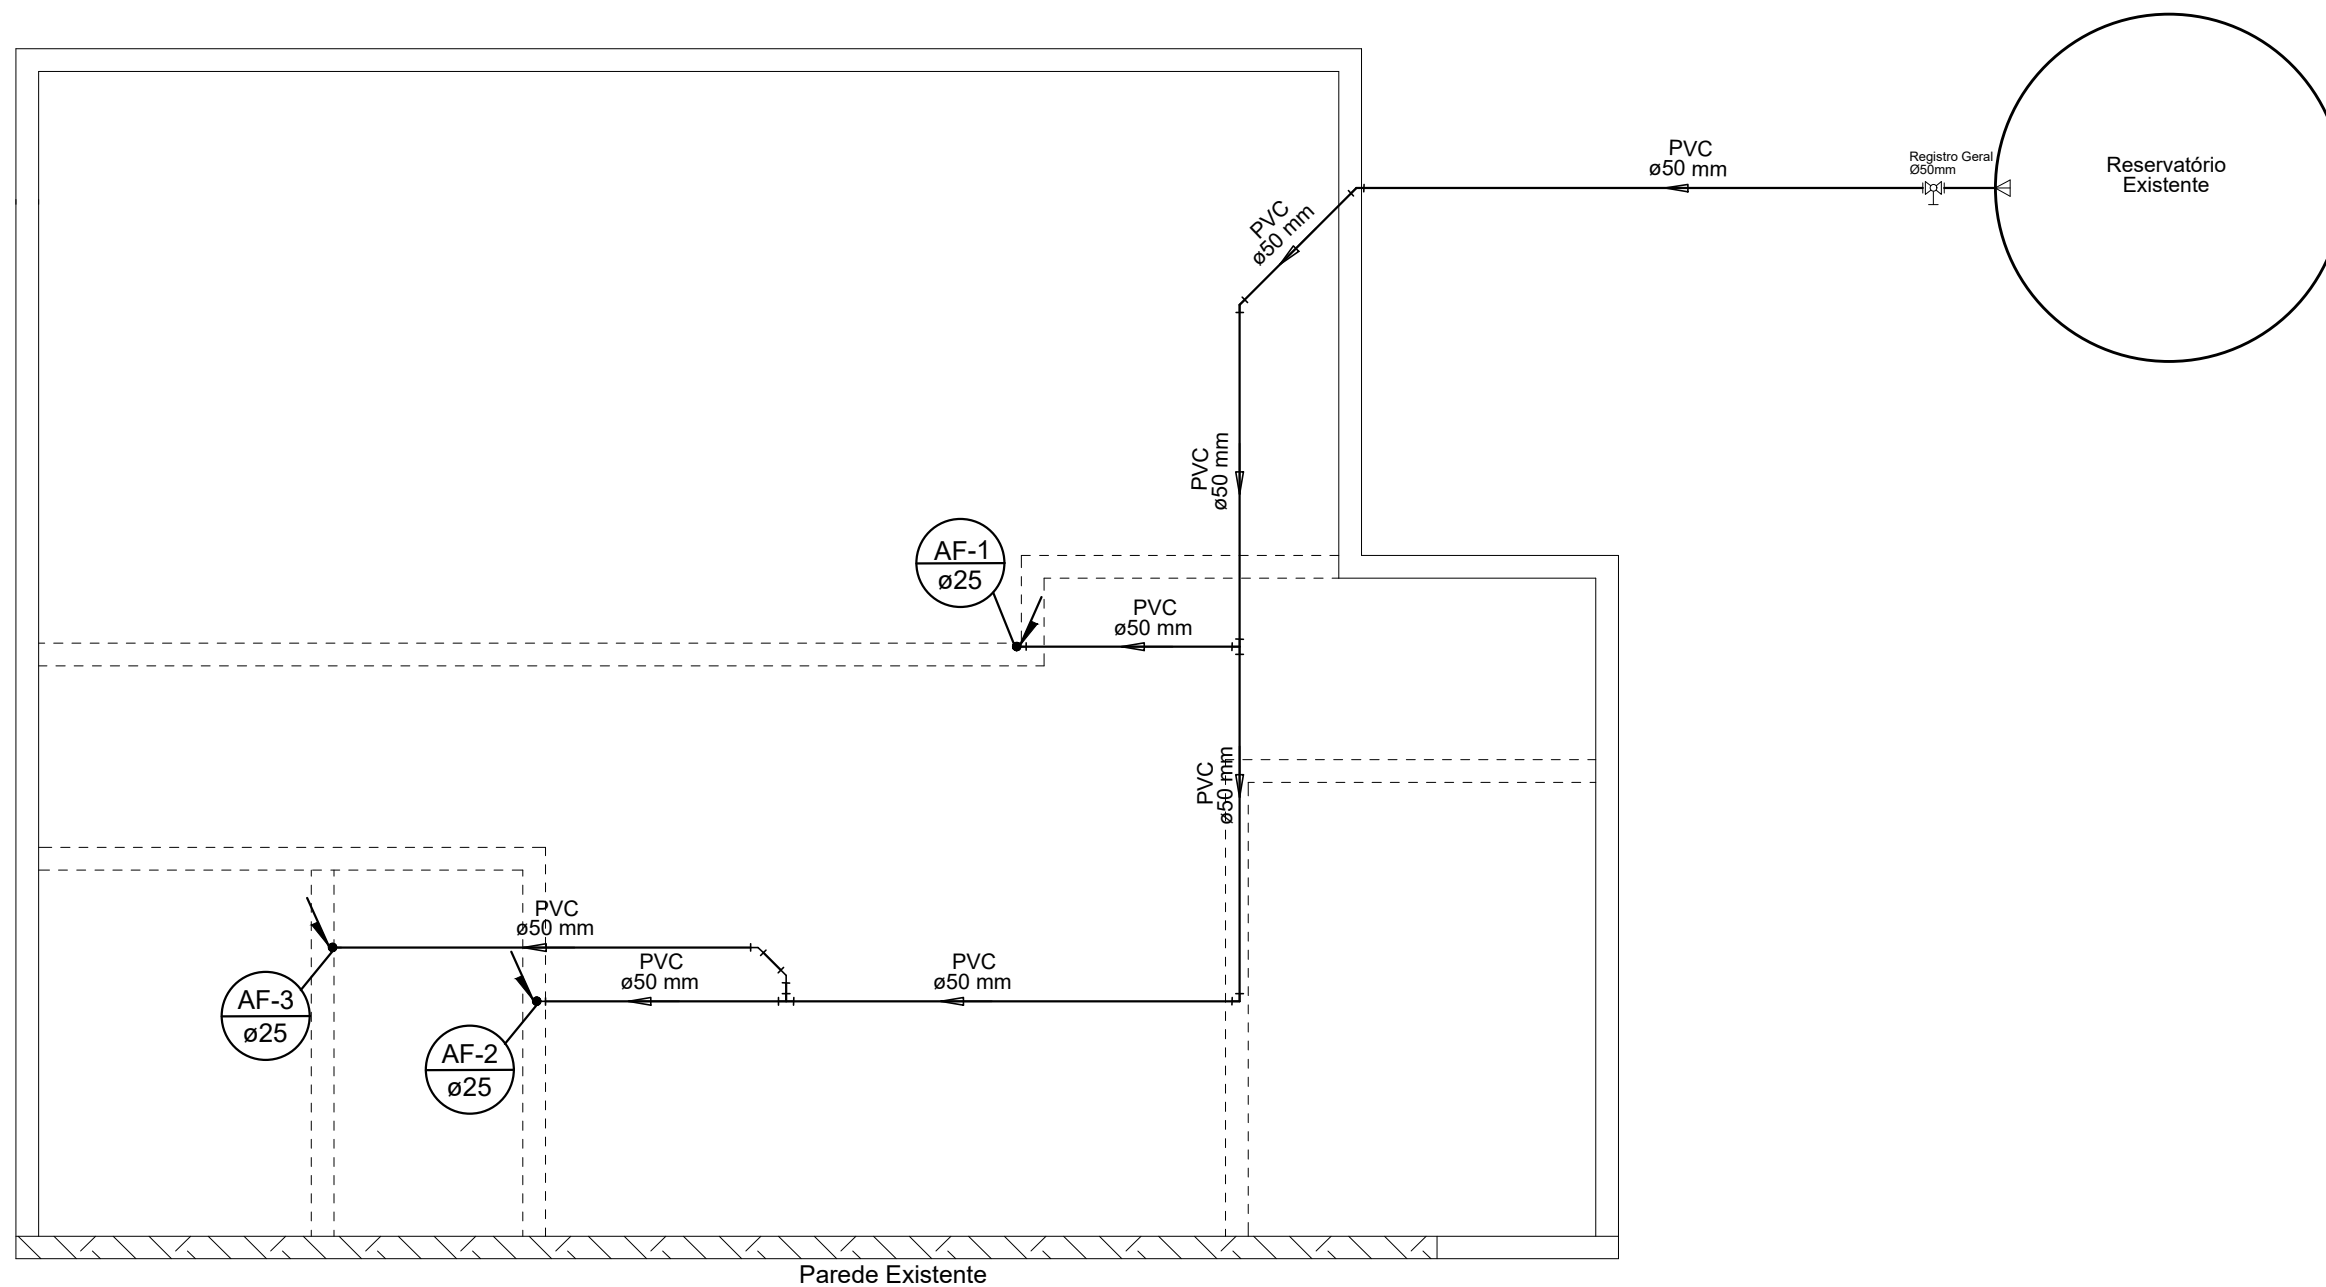 PVC
ø50 mm
Registro Geral
Ø50mm
Reservatório
Existente
PVC
ø50 mm
PVC
ø50 mm
AF-1
ø25
PVC
ø50 mm
PVC
ø50 mm
PVC
ø50 mm
PVC
ø50 mm
PVC
ø50 mm
AF-3
ø25
AF-2
ø25
Parede Existente